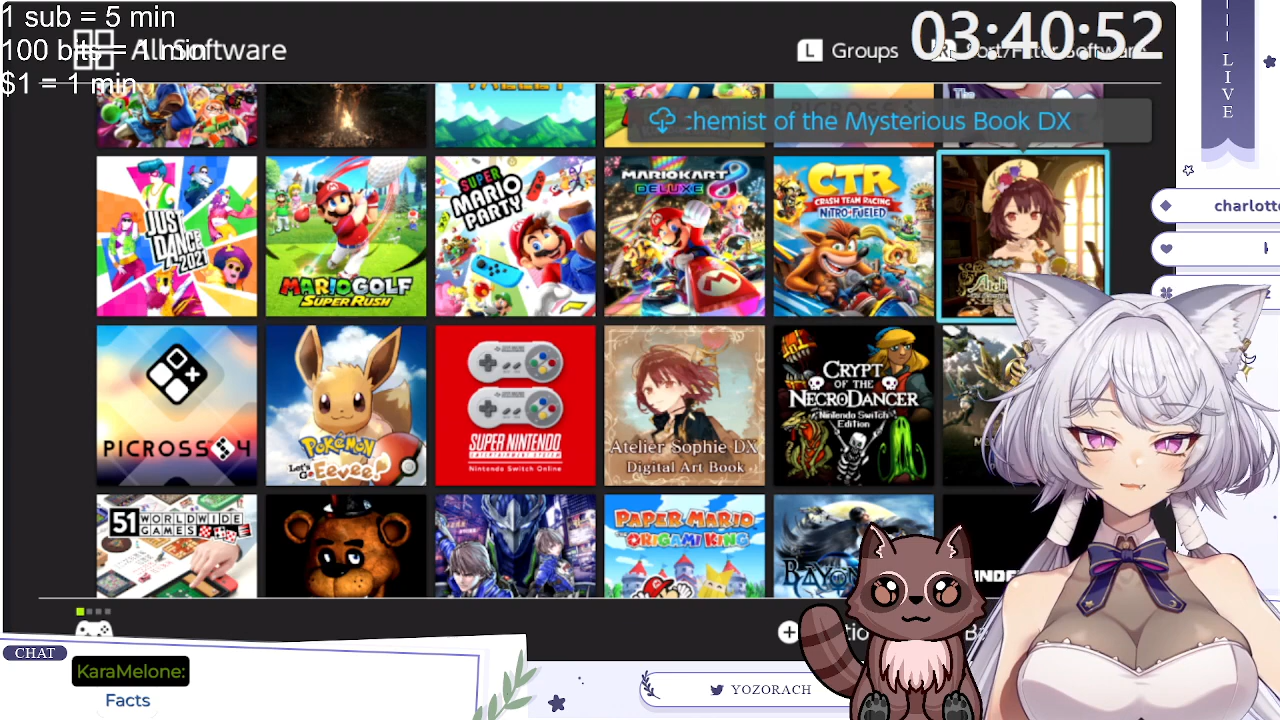 1 sub = 5 min
100 bits = 1 min
$1 = 1 min
All Software
L Groups
03:40:52
LIVE
chemist of the Mysterious Book DX
JUST DANCE 2021
MARIO GOLF SUPER RUSH
SUPER MARIO PARTY
MARIOKART 8 DELUXE
CTR CRASH TEAM RACING NITRO-FUELED
charlott
PICROSS S4
POKéMON Let's Go, Eevee!
SUPER NINTENDO
ENTERTAINMENT SYSTEM
Nintendo Switch Online
Atelier Sophie DX
Digital Art Book
CRYPT OF THE NECRODANCER
Nintendo Switch Edition
51 WORLDWIDE GAMES
PAPER MARIO
THE ORIGAMI KING
CHAT
KaraMelone:
Facts
YOZORACH